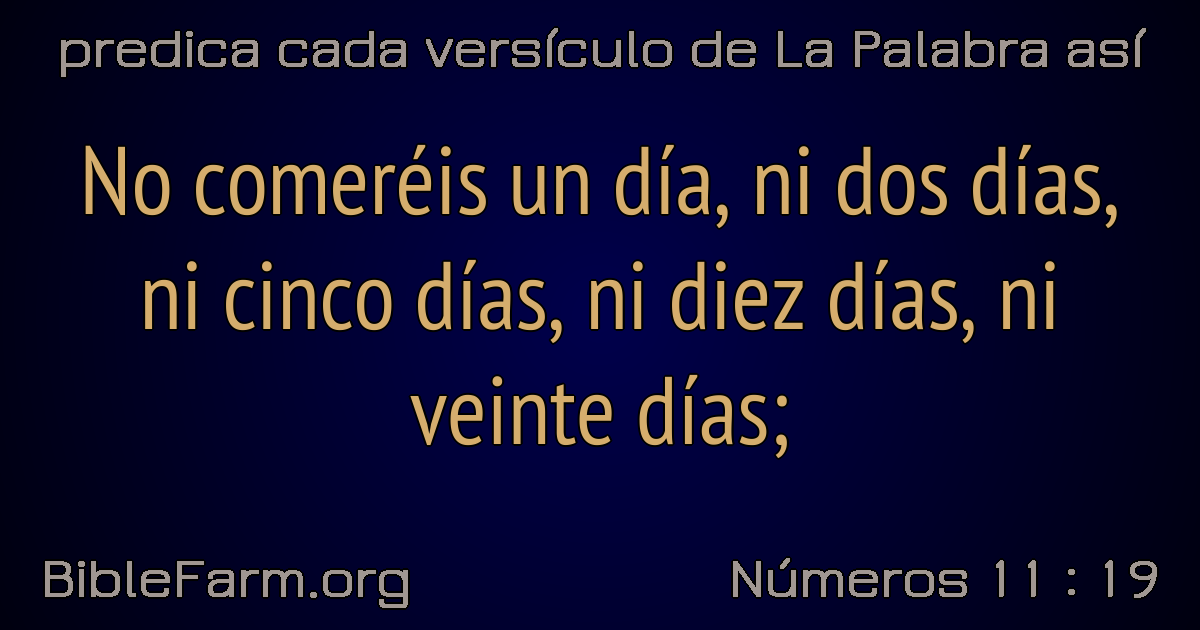 predica cada versículo de La Palabra así
No comeréis un día, ni dos días,
ni cinco días, ni diez días, ni
veinte días;
BibleFarm.org
Números 11 : 19